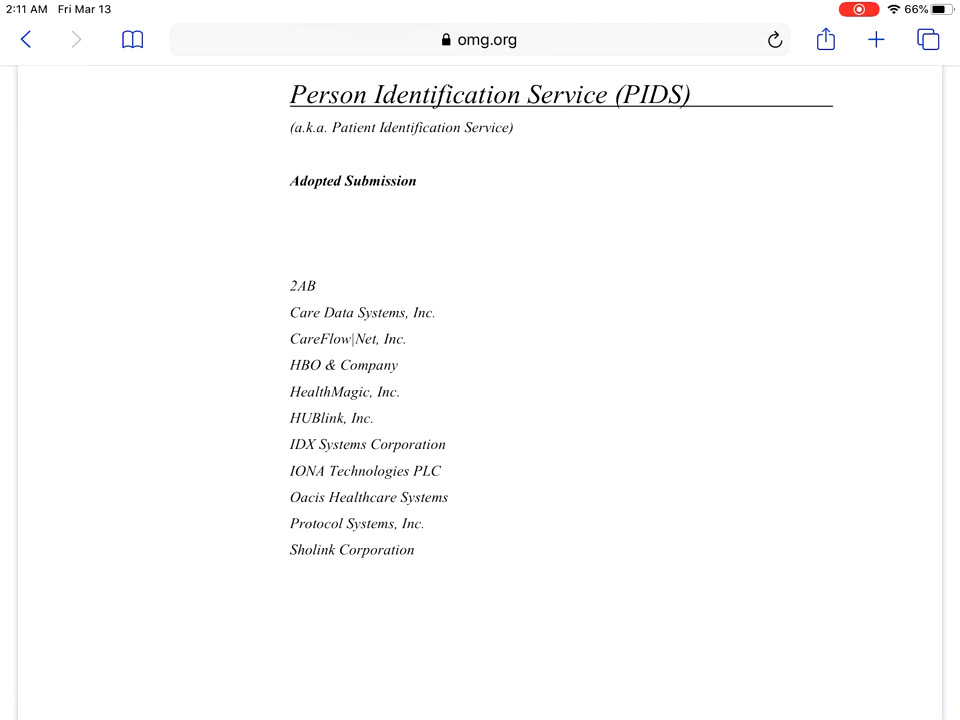 2:11 AM Fri Mar 13
66%
omg.org
Person Identification Service (PIDS)
(a.k.a. Patient Identification Service)
Adopted Submission
2AB
Care Data Systems, Inc.
CareFlow|Net, Inc.
HBO & Company
HealthMagic, Inc.
HUBlink, Inc.
IDX Systems Corporation
IONA Technologies PLC
Oacis Healthcare Systems
Protocol Systems, Inc.
Sholink Corporation